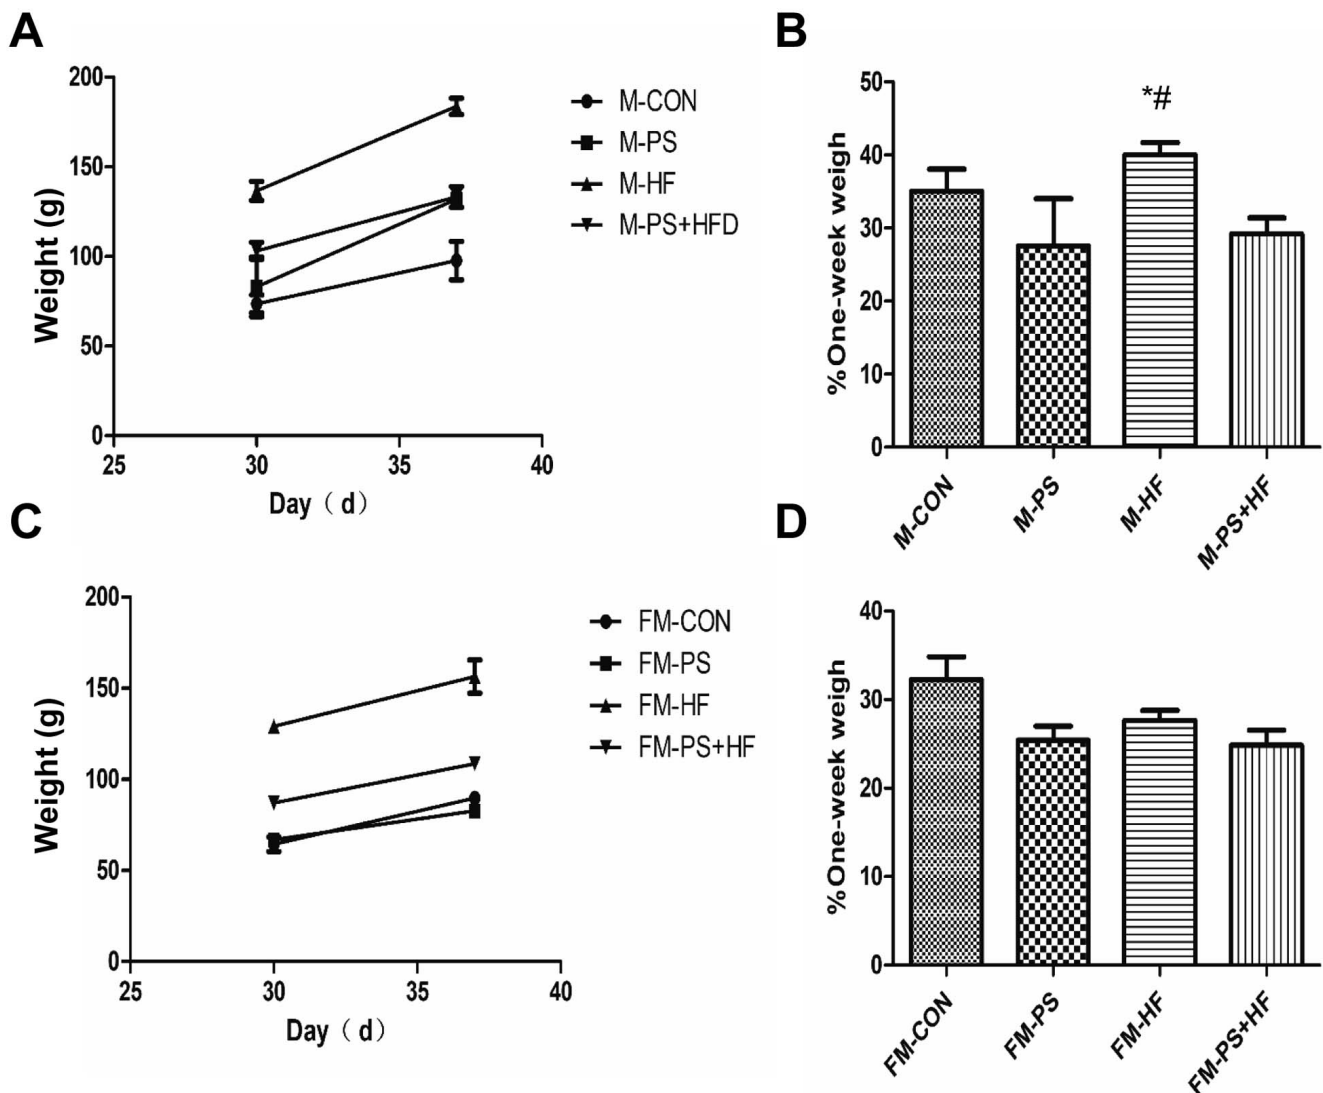 A
Weight (g)
200
150
100
50
0
25 30 35 40
Day（d）
M-CON
M-PS
M-HF
M-PS+HFD
B
%One-week weigh
50
40
30
20
10
0
*#
M-CON M-PS M-HF M-PS+HF
C
Weight (g)
200
150
100
50
0
25 30 35 40
Day（d）
FM-CON
FM-PS
FM-HF
FM-PS+HF
D
%One-week weigh
40
30
20
10
0
FM-CON FM-PS FM-HF FM-PS+HF